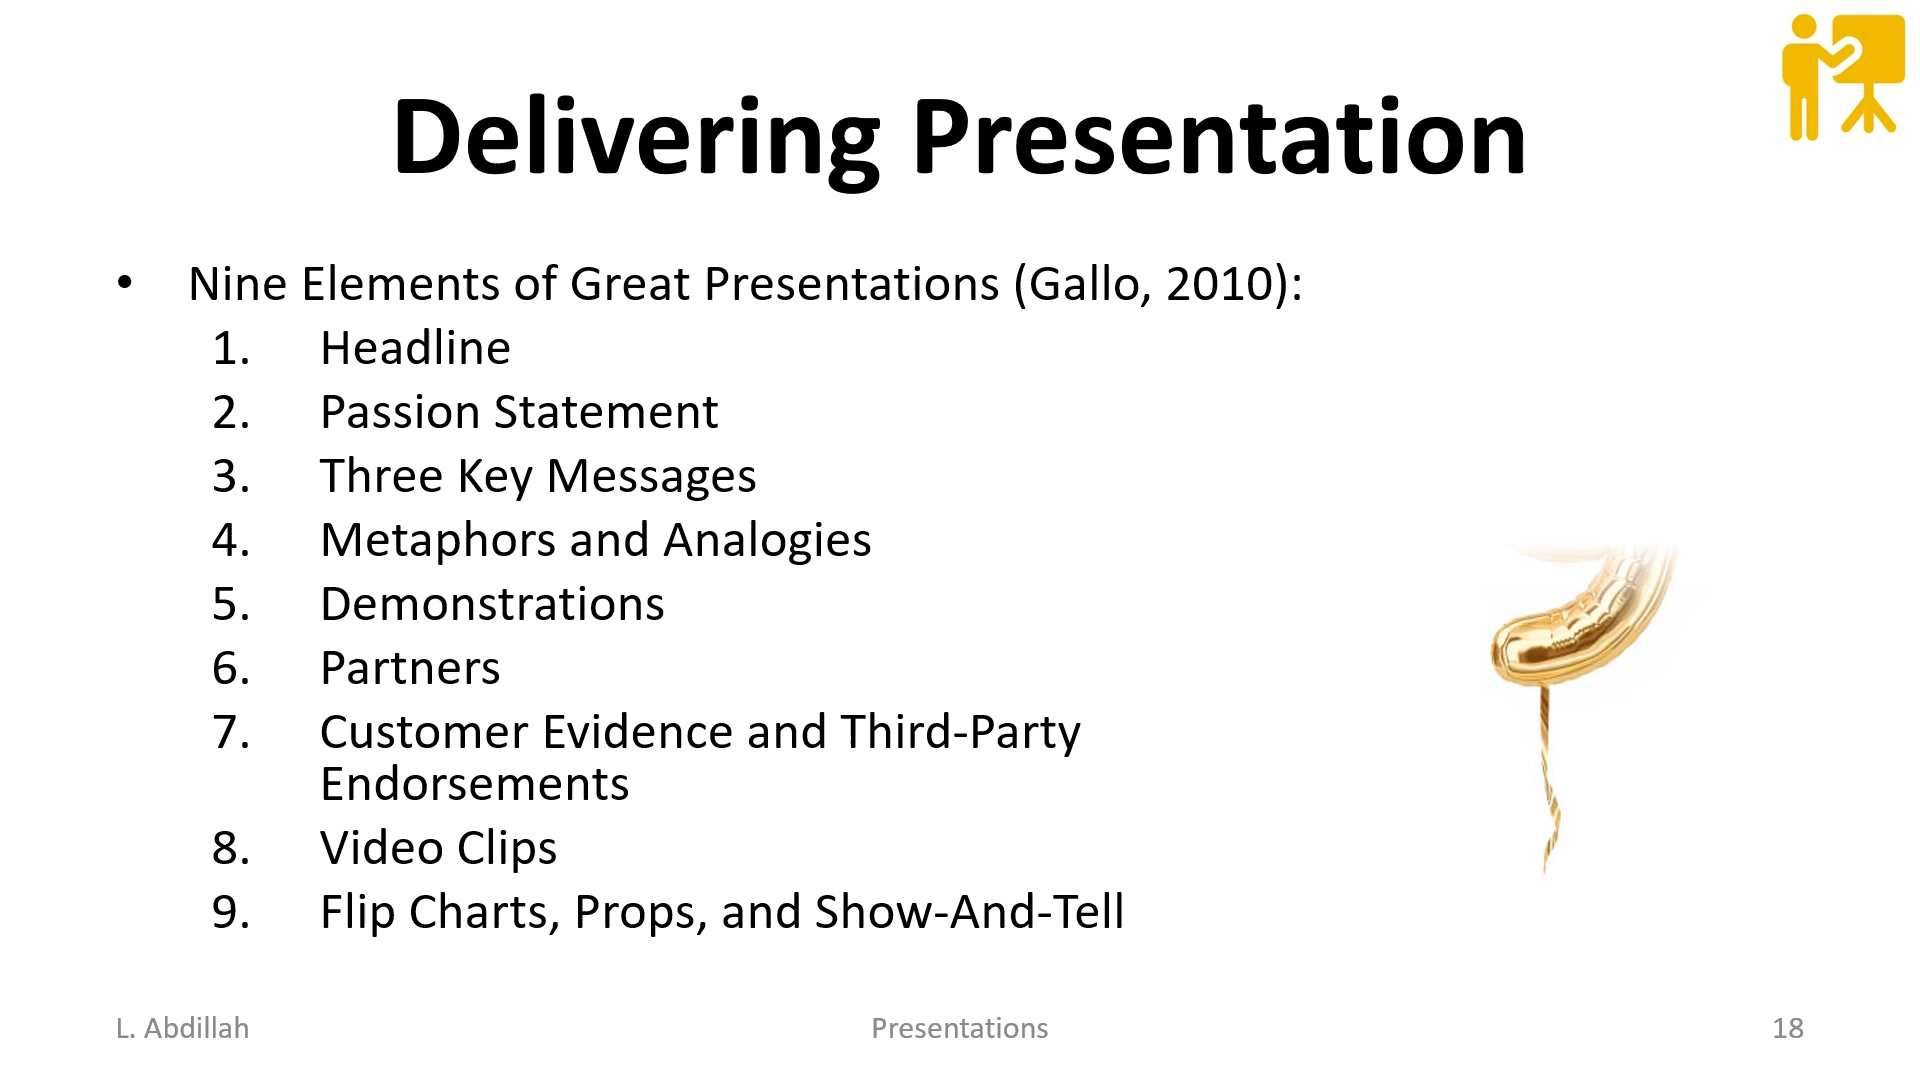 Delivering Presentation
• Nine Elements of Great Presentations (Gallo, 2010):
1. Headline
2. Passion Statement
3. Three Key Messages
4. Metaphors and Analogies
5. Demonstrations
6. Partners
7. Customer Evidence and Third-Party
Endorsements
8. Video Clips
9. Flip Charts, Props, and Show-And-Tell
L. Abdillah
Presentations
18